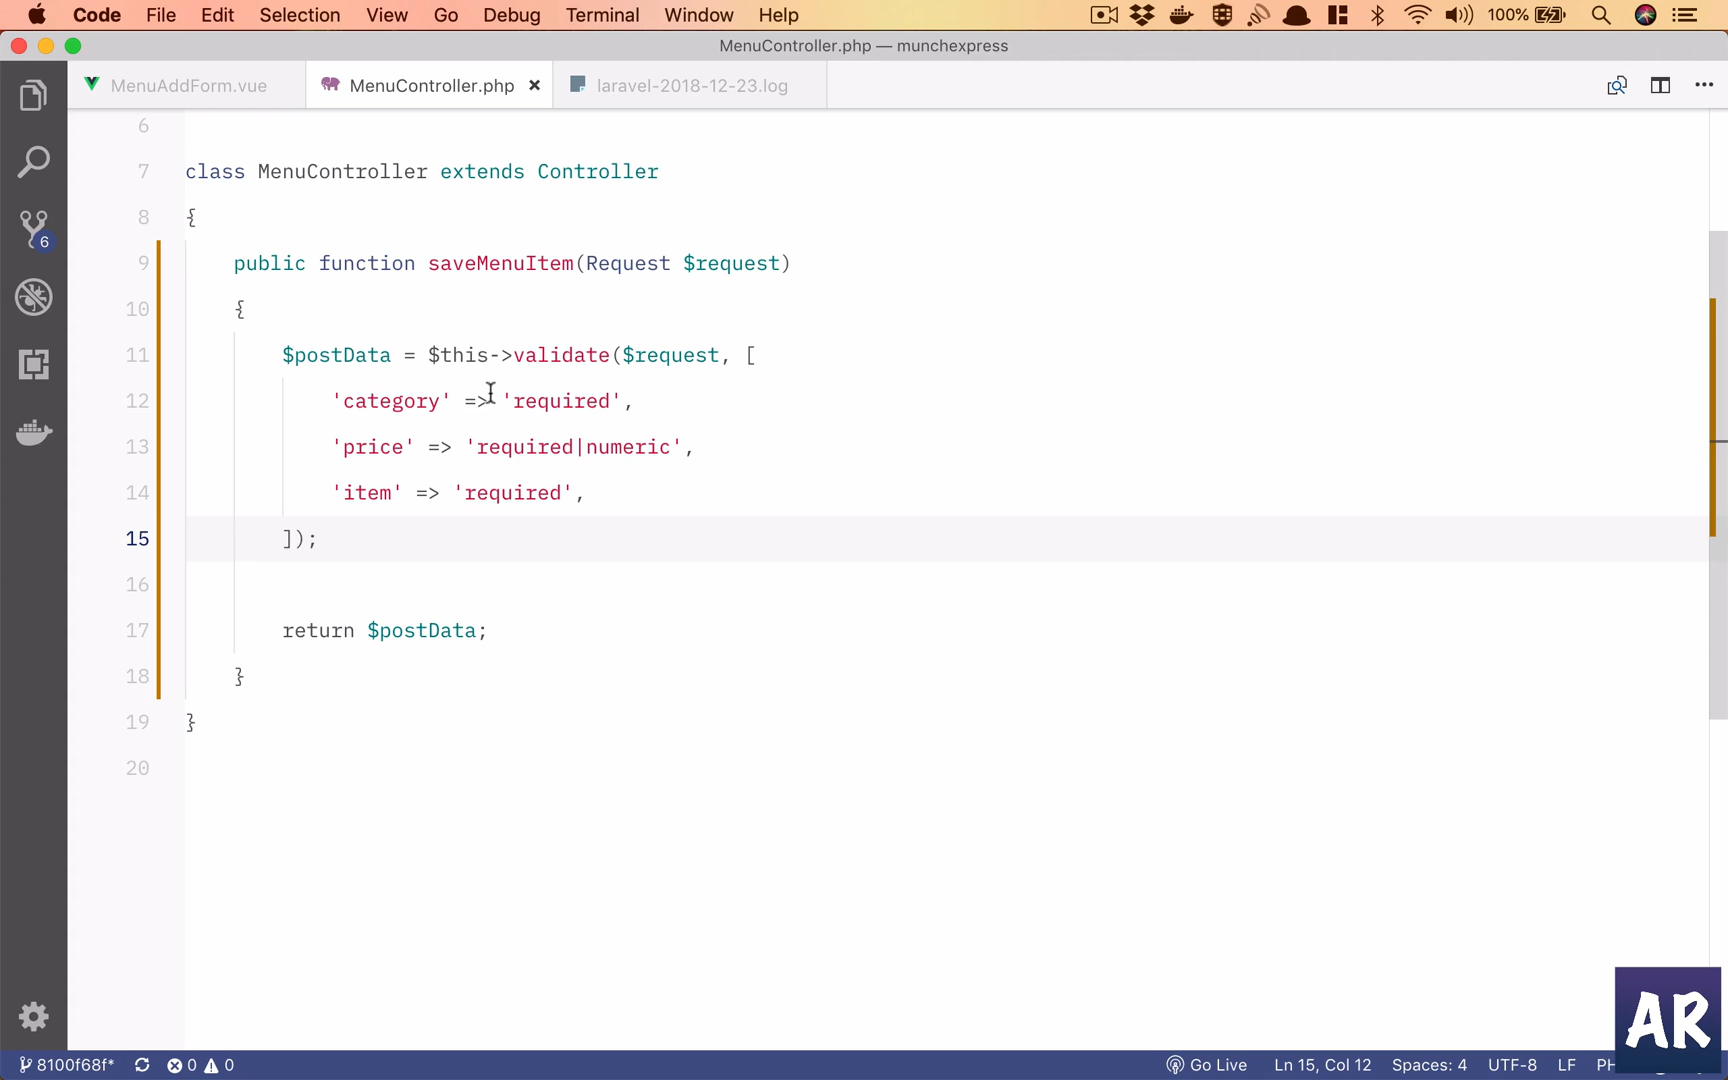 Code File Edit Selection View Go Debug Terminal Window Help 100%
MenuController.php — munchexpress
MenuAddForm.vue MenuController.php laravel-2018-12-23.log
6
7 class MenuController extends Controller
8 {
9 public function saveMenuItem(Request $request)
10 {
11 $postData = $this->validate($request, [
12 'category' => 'required',
13 'price' => 'required|numeric',
14 'item' => 'required',
15 ]);
16
17 return $postData;
18 }
19 }
20
6
AR
8100f68f* 0 0 Go Live Ln 15, Col 12 Spaces: 4 UTF-8 LF